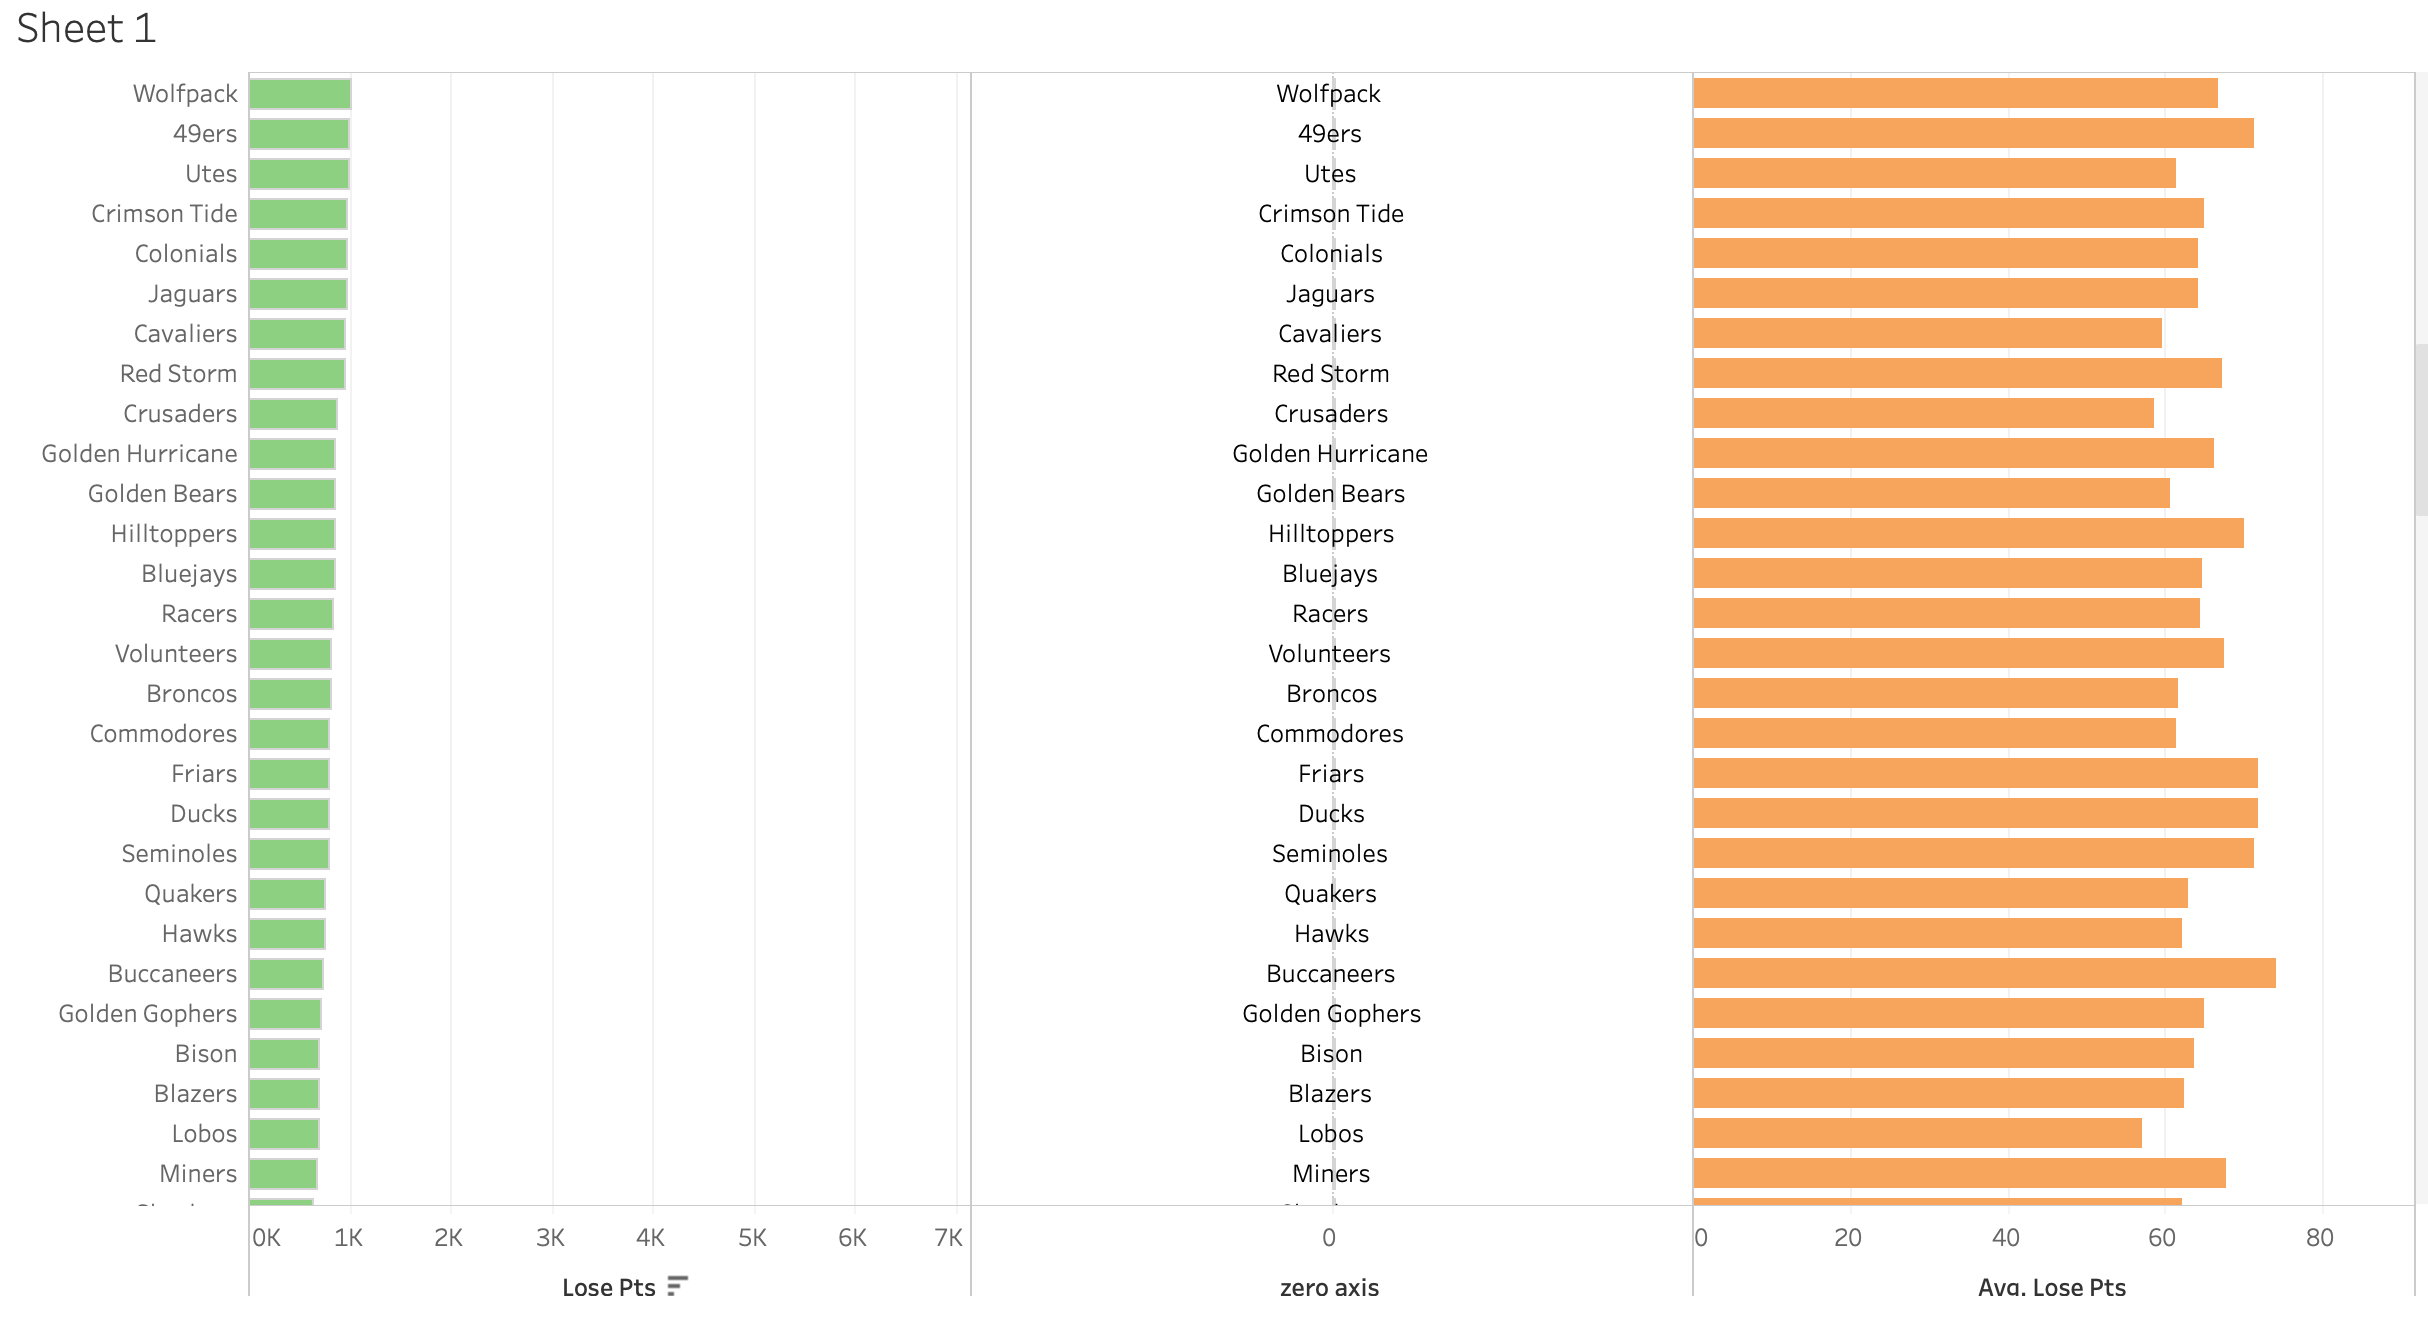 Sheet 1
Wolfpack Wolfpack
49ers 49ers
Utes Utes
Crimson Tide Crimson Tide
Colonials Colonials
Jaguars Jaguars
Cavaliers Cavaliers
Red Storm Red Storm
Crusaders Crusaders
Golden Hurricane Golden Hurricane
Golden Bears Golden Bears
Hilltoppers Hilltoppers
Bluejays Bluejays
Racers Racers
Volunteers Volunteers
Broncos Broncos
Commodores Commodores
Friars Friars
Ducks Ducks
Seminoles Seminoles
Quakers Quakers
Hawks Hawks
Buccaneers Buccaneers
Golden Gophers Golden Gophers
Bison Bison
Blazers Blazers
Lobos Lobos
Miners Miners
0K 1K 2K 3K 4K 5K 6K 7K 0 0 20 40 60 80
Lose Pts zero axis Avg. Lose Pts